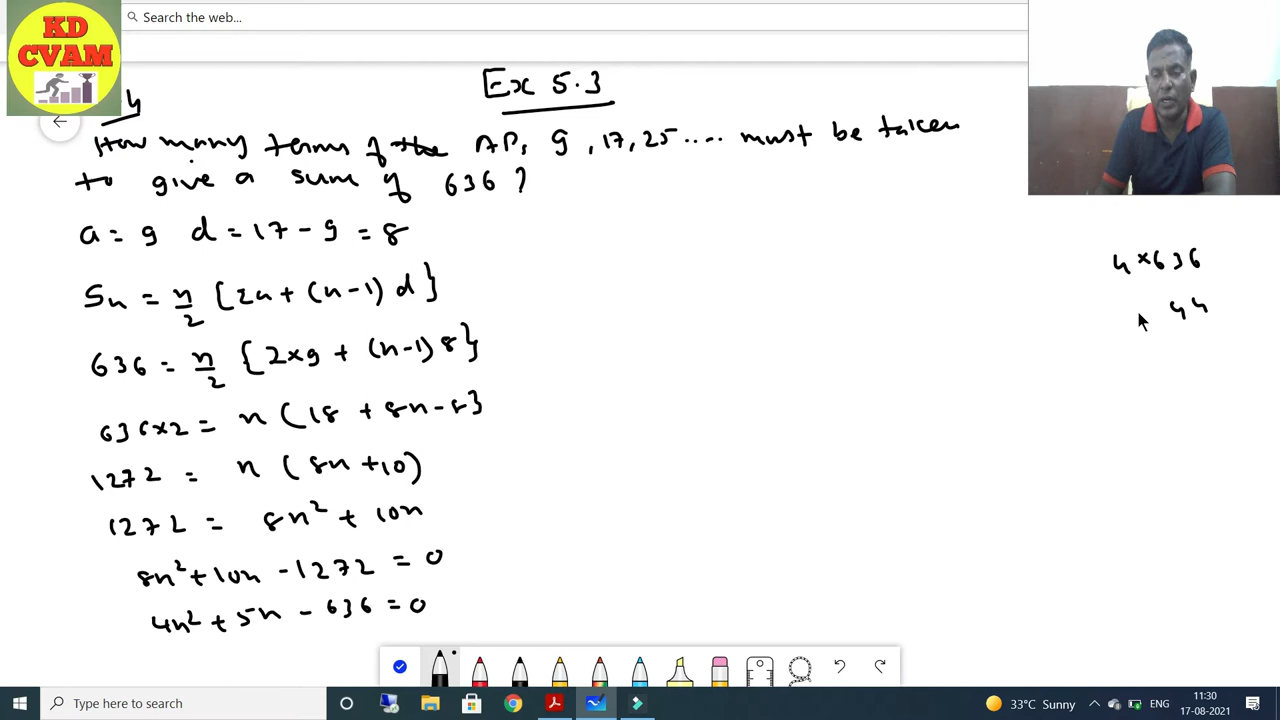 Search the web...
KD
CVAM
Ex 5.3
How many terms of the AP, 9, 17, 25 .... must be taken
to give a sum of 636 ?
a = 9 d = 17 - 9 = 8
Sn = n/2 [2a + (n-1) d}
636 = n/2 {2×9 + (n-1) 8}
636×2 = n (18 + 8n - 8}
1272 = n (8n + 10)
1272 = 8n² + 10n
8n² + 10n - 1272 = 0
4n² + 5n - 636 = 0
4 × 636
44
Type here to search
33°C Sunny
ENG
11:30
17-08-2021